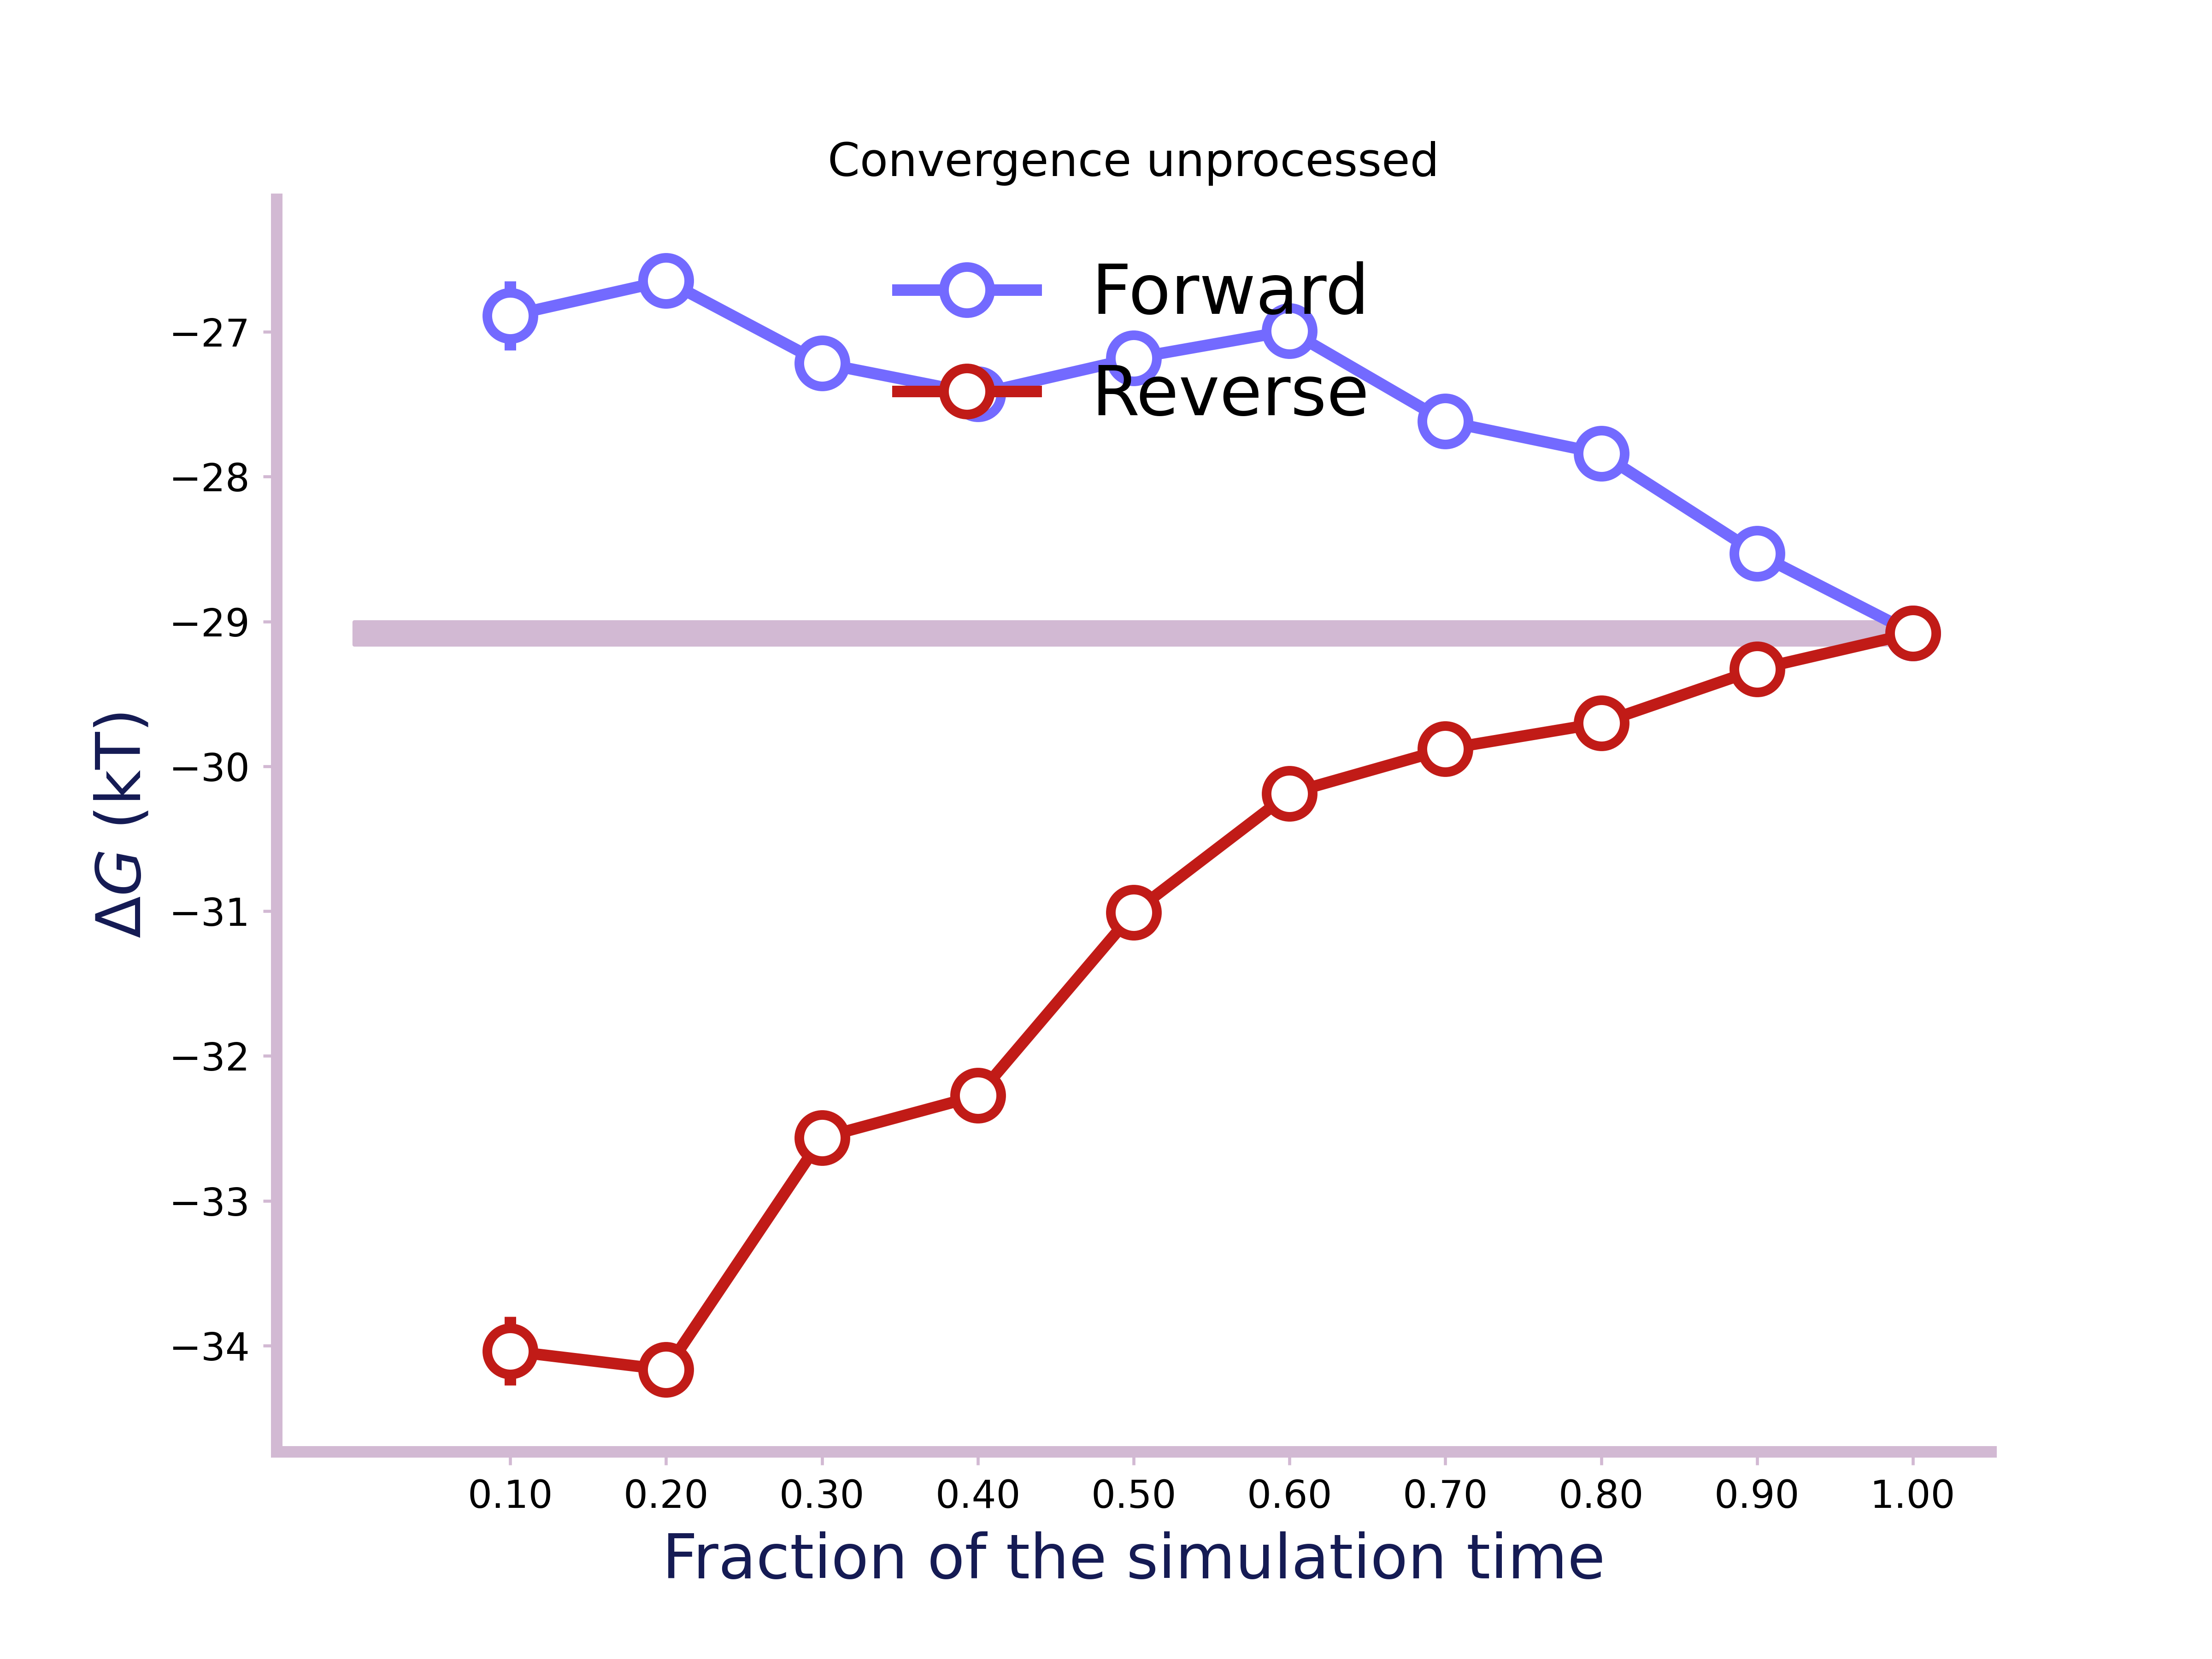 Convergence unprocessed
Forward
Reverse
−27
−28
−29
−30
−31
−32
−33
−34
ΔG (kT)
0.10 0.20 0.30 0.40 0.50 0.60 0.70 0.80 0.90 1.00
Fraction of the simulation time